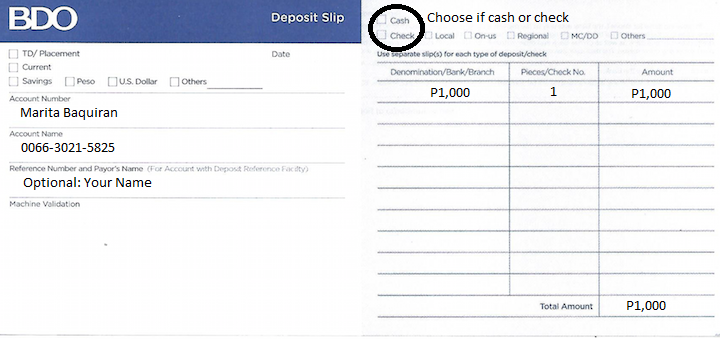 BDO Deposit Slip
TD/ Placement Date
Current
Savings Peso U.S. Dollar Others
Account Number
Marita Baquiran
Account Name
0066-3021-5825
Reference Number and Payor's Name (For Account with Deposit Reference Facility)
Optional: Your Name
Machine Validation
Cash Choose if cash or check
Check Local On-us Regional MC/DD Others
Use separate slip(s) for each type of deposit/check
Denomination/Bank/Branch Pieces/Check No. Amount
P1,000 1 P1,000
Total Amount P1,000